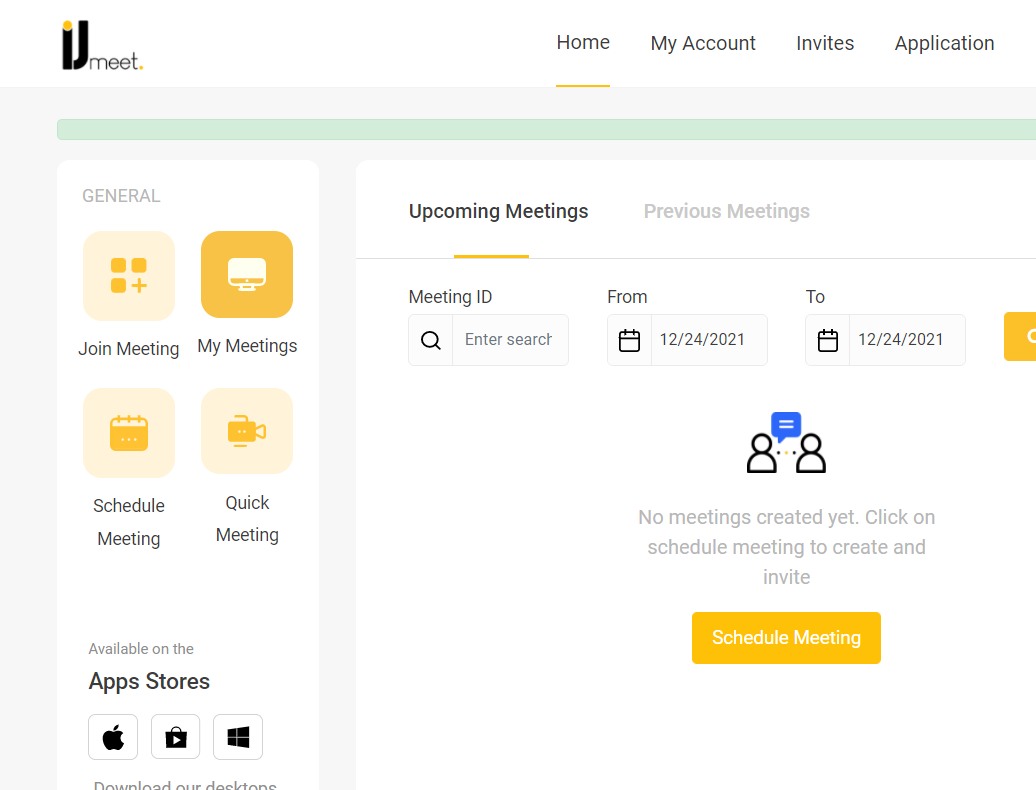 IJmeet.
Home
My Account
Invites
Application
GENERAL
Join Meeting
My Meetings
Schedule
Meeting
Quick
Meeting
Available on the
Apps Stores
Download our desktops
Upcoming Meetings
Previous Meetings
Meeting ID
From
To
Enter search
12/24/2021
12/24/2021
No meetings created yet. Click on
schedule meeting to create and
invite
Schedule Meeting